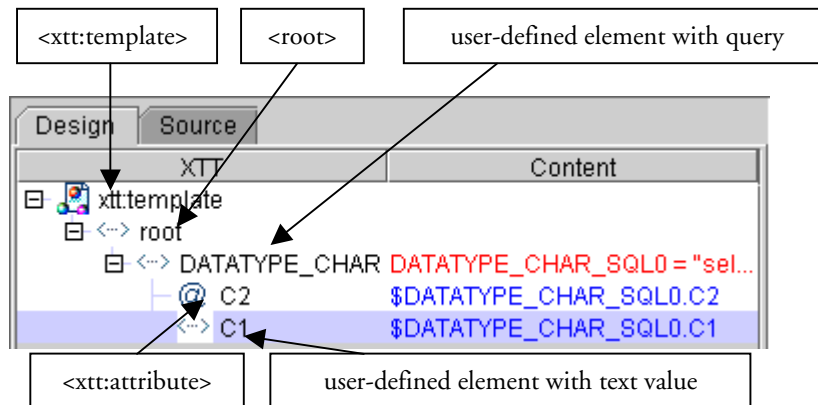 <xtt:template>
<root>
user-defined element with query
Design
Source
XTT
Content
xtt:template
root
DATATYPE_CHAR DATATYPE_CHAR_SQL0 = "sel...
@ C2 $DATATYPE_CHAR_SQL0.C2
C1 $DATATYPE_CHAR_SQL0.C1
<xtt:attribute>
user-defined element with text value